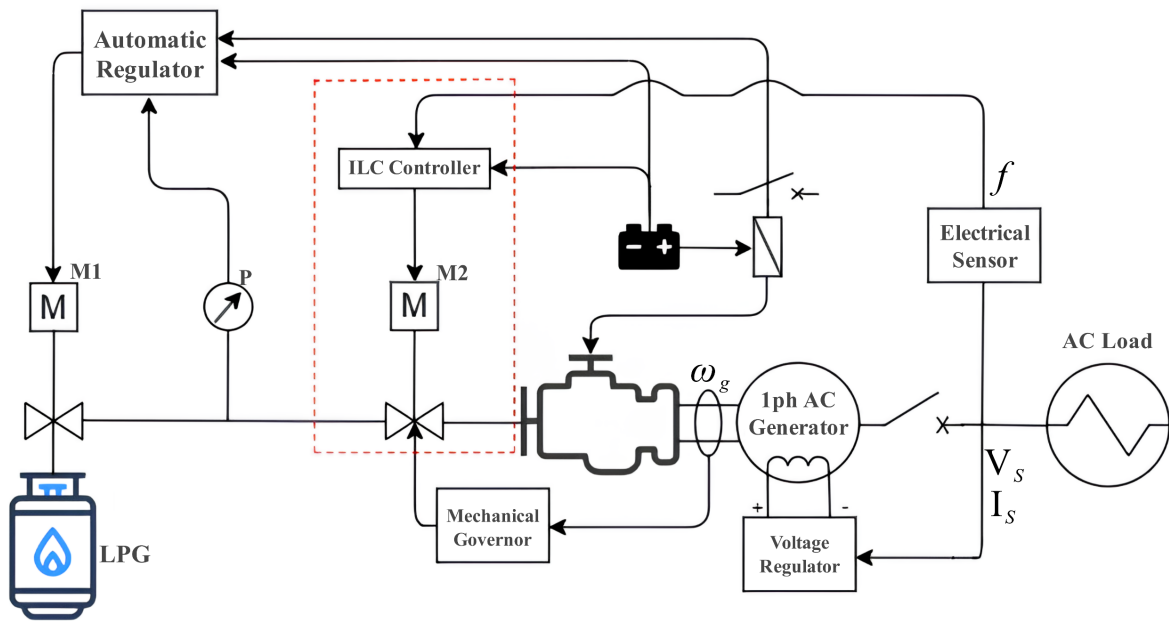 Automatic
Regulator
ILC Controller
f
Electrical
Sensor
M1
M
P
M2
M
AC Load
ω_g
1ph AC
Generator
V_S
I_S
LPG
Mechanical
Governor
+ -
Voltage
Regulator